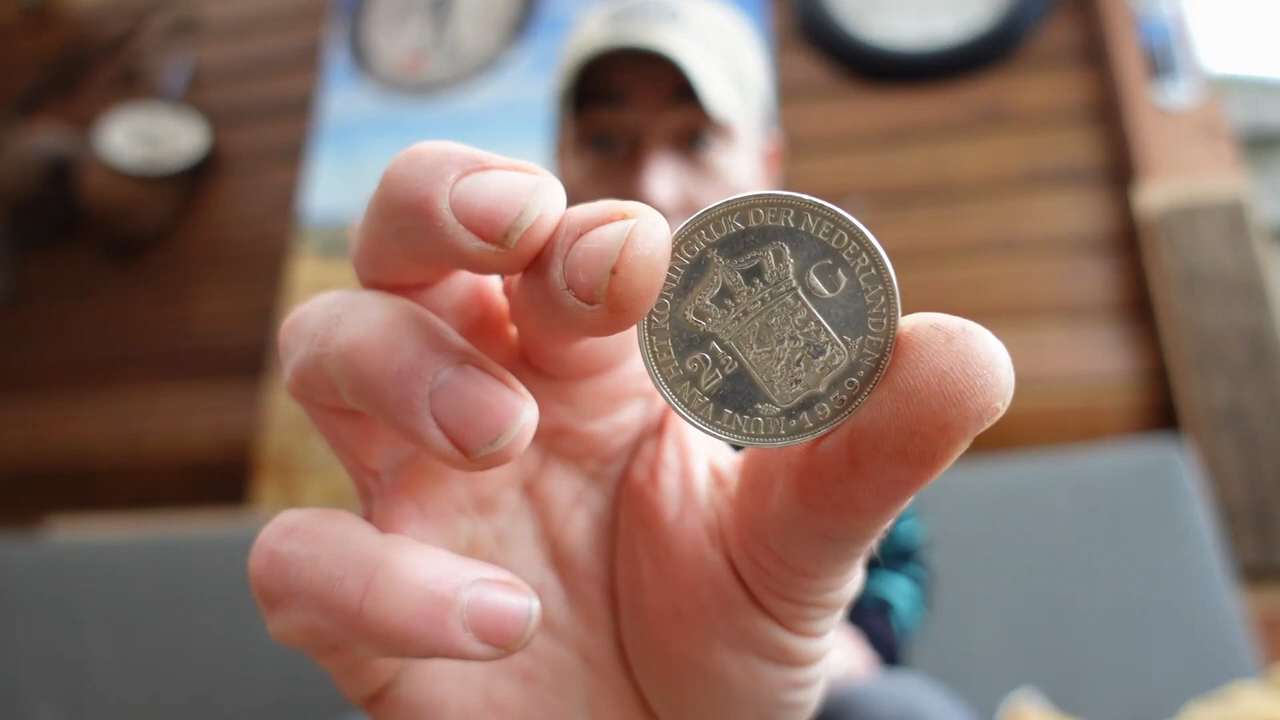 MUNT VAN HET KONINGRIJK DER NEDERLANDEN · 1939 ·
2½ G